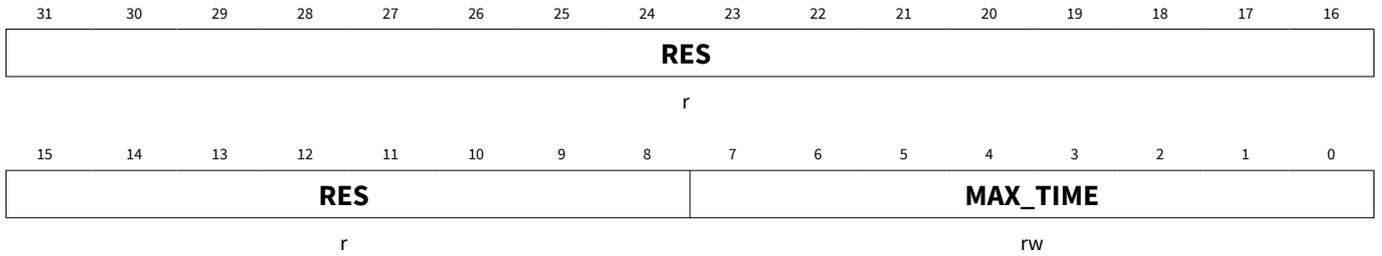 31 30 29 28 27 26 25 24 23 22 21 20 19 18 17 16
RES
r
15 14 13 12 11 10 9 8 7 6 5 4 3 2 1 0
RES MAX_TIME
r rw